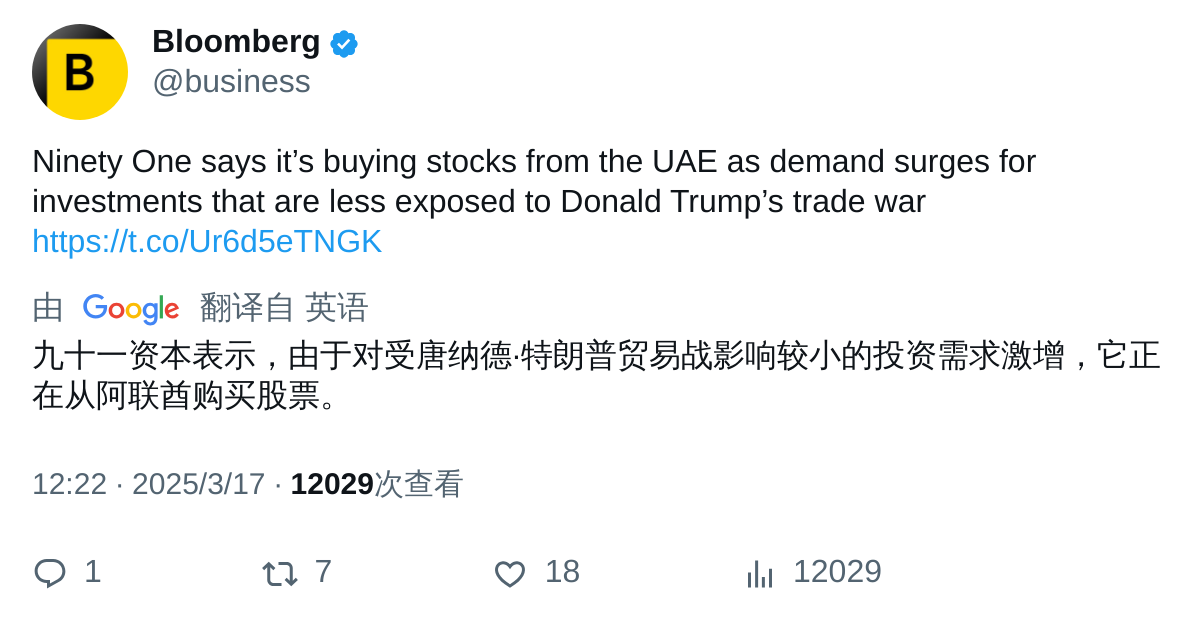 Bloomberg
@business
Ninety One says it’s buying stocks from the UAE as demand surges for
investments that are less exposed to Donald Trump’s trade war
https://t.co/Ur6d5eTNGK
由 Google 翻译自 英语
九十一资本表示，由于对受唐纳德·特朗普贸易战影响较小的投资需求激增，它正
在从阿联酋购买股票。
12:22 · 2025/3/17 · 12029次查看
1 7 18 12029